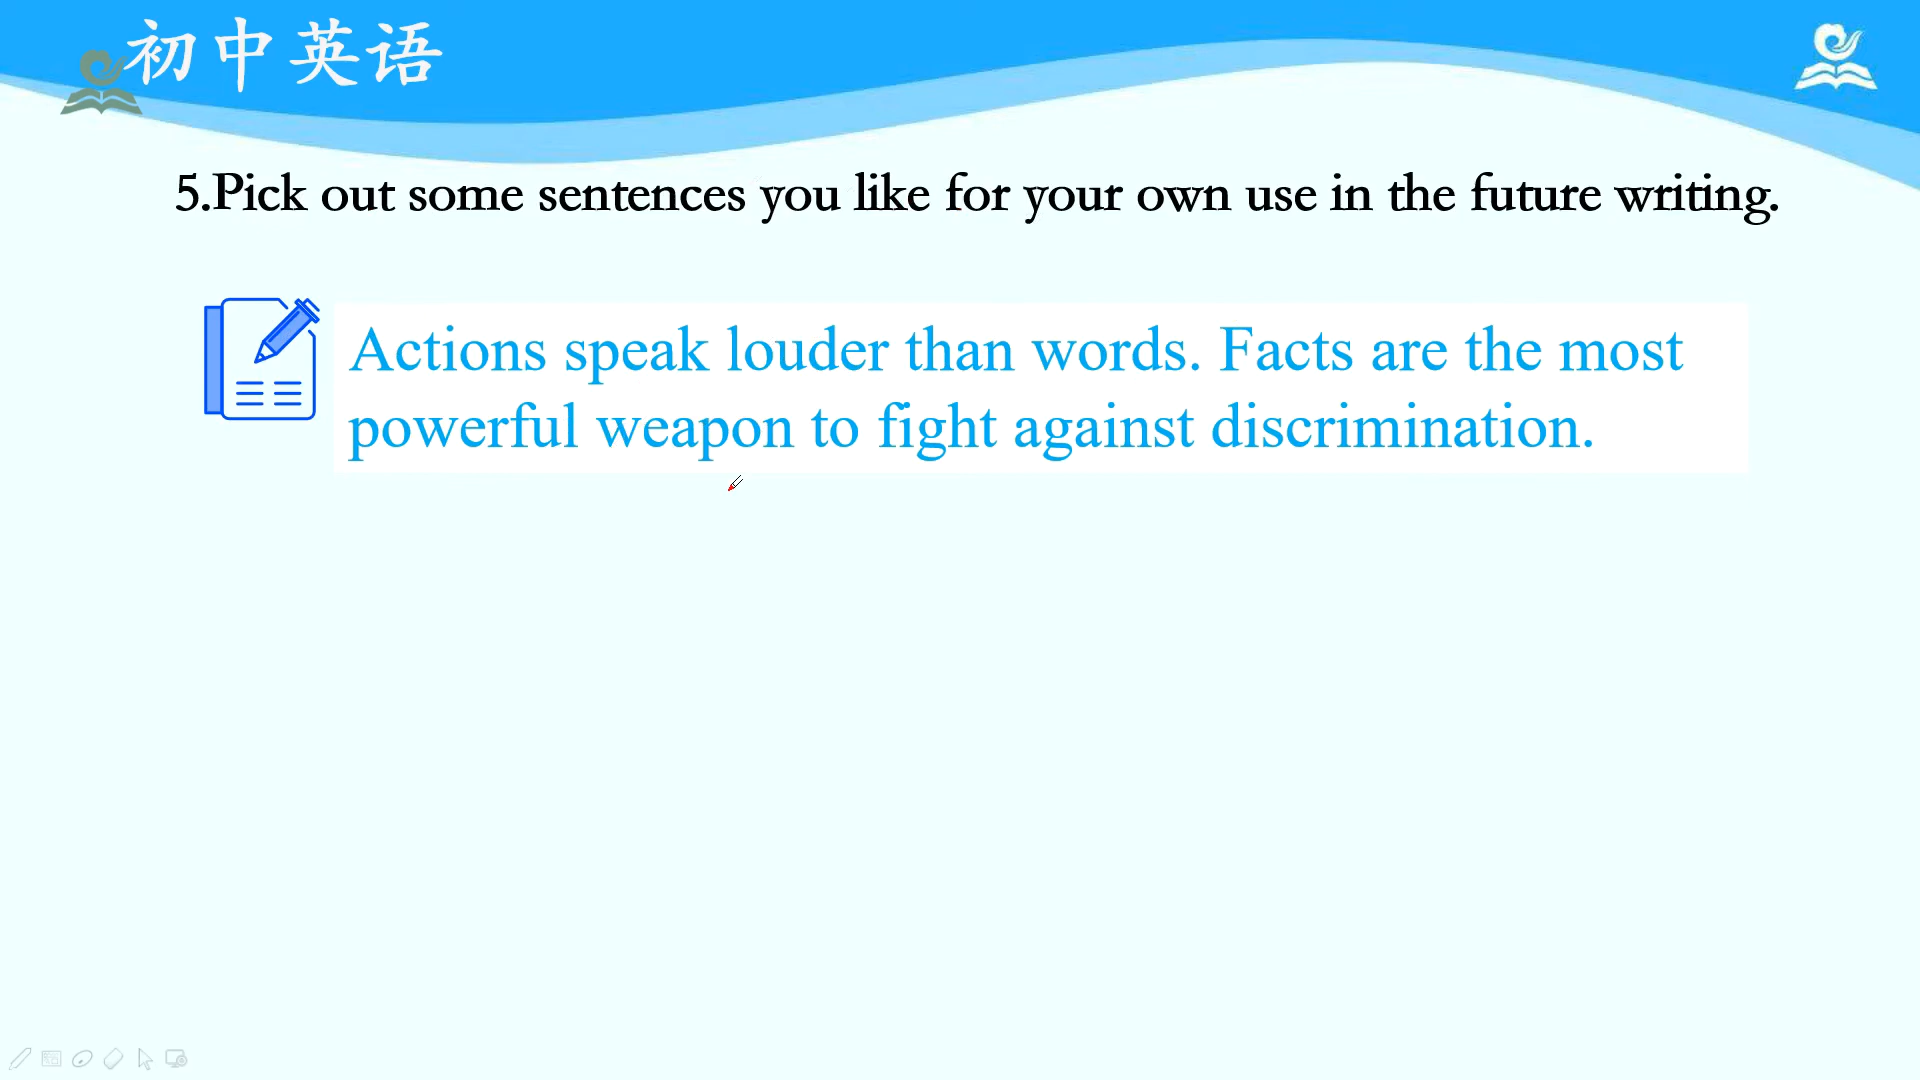 初中英语
5.Pick out some sentences you like for your own use in the future writing.
Actions speak louder than words. Facts are the most
powerful weapon to fight against discrimination.